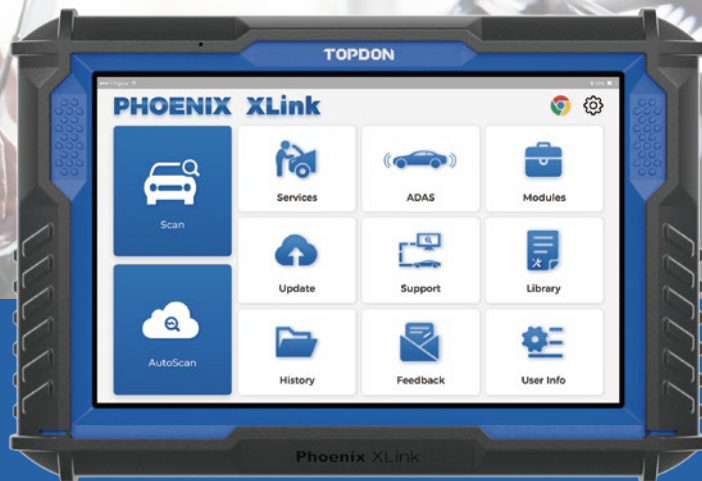 TOPDON
PHOENIX XLink
Scan
Services
ADAS
Modules
Update
Support
Library
AutoScan
History
Feedback
User Info
Phoenix XLink